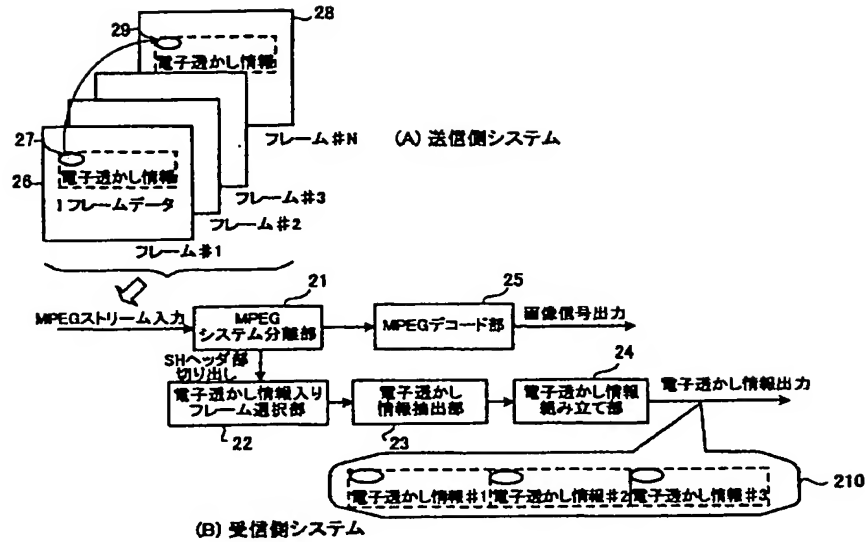 29
28
電子透かし情報
フレーム#N
(A) 送信側システム
27
26
電子透かし情報
I フレームデータ
フレーム#3
フレーム#2
フレーム#1
MPEGストリーム入力
21
MPEG
システム分離部
25
MPEGデコード部
画像信号出力
SHヘッダ部
切り出し
電子透かし情報入り
フレーム選択部
22
電子透かし
情報抽出部
23
24
電子透かし情報
組み立て部
電子透かし情報出力
電子透かし情報#1
電子透かし情報#2
電子透かし情報#3
210
(B) 受信側システム